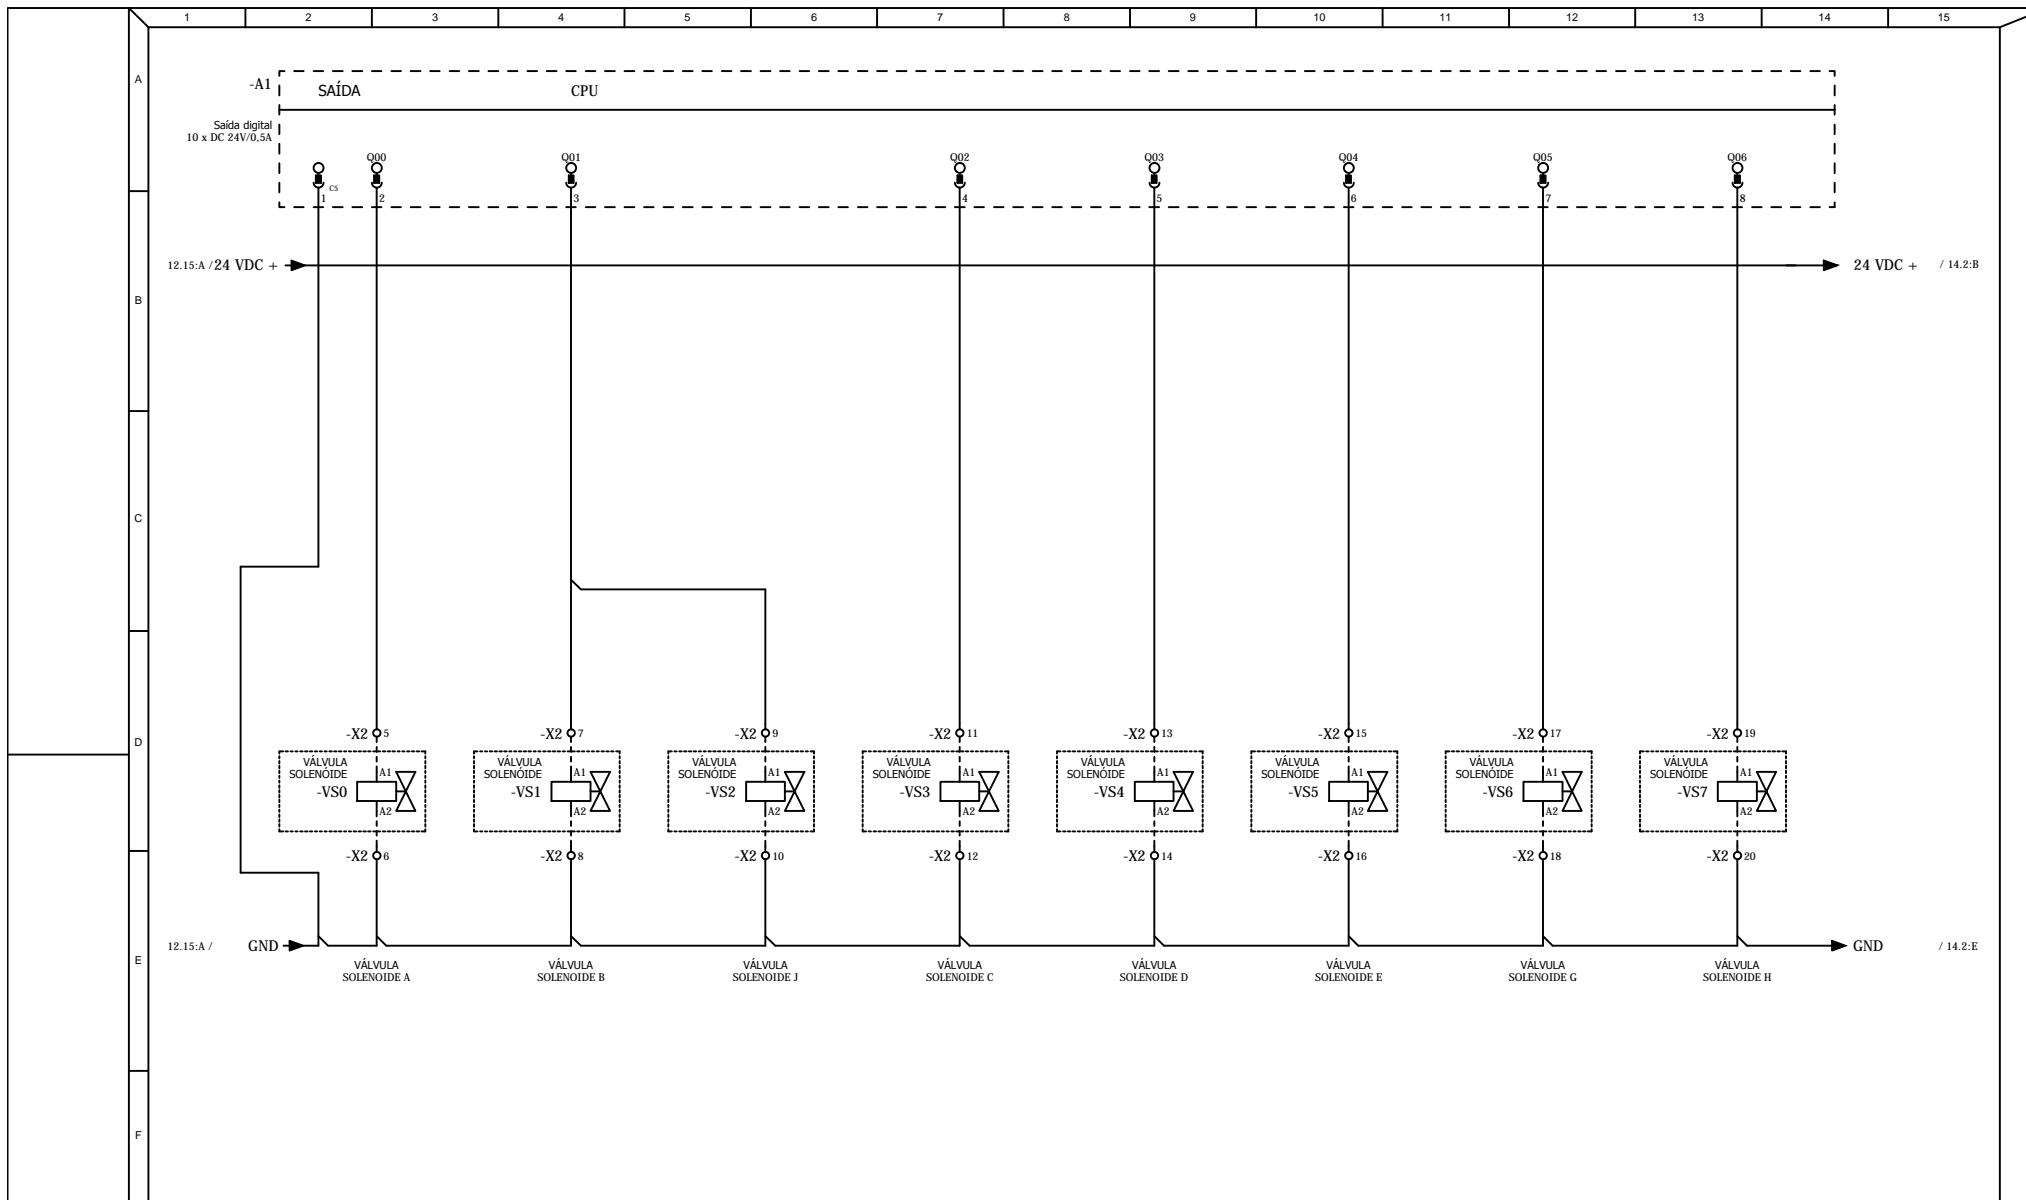 1 2 3 4 5 6 7 8 9 10 11 12 13 14 15
A
-A1 SAÍDA CPU
Saída digital
10 x DC 24V/0,5A
Q00 Q01 Q02 Q03 Q04 Q05 Q06
C5
1 2 3 4 5 6 7 8
12.15:A / 24 VDC + 24 VDC + / 14.2:B
B
C
-X2 5 -X2 7 -X2 9 -X2 11 -X2 13 -X2 15 -X2 17 -X2 19
D
VÁLVULA VÁLVULA VÁLVULA VÁLVULA VÁLVULA VÁLVULA VÁLVULA VÁLVULA
SOLENÓIDE A1 SOLENÓIDE A1 SOLENÓIDE A1 SOLENÓIDE A1 SOLENÓIDE A1 SOLENÓIDE A1 SOLENÓIDE A1 SOLENÓIDE A1
-VS0 -VS1 -VS2 -VS3 -VS4 -VS5 -VS6 -VS7
A2 A2 A2 A2 A2 A2 A2 A2
-X2 6 -X2 8 -X2 10 -X2 12 -X2 14 -X2 16 -X2 18 -X2 20
12.15:A / GND GND / 14.2:E
E
VÁLVULA VÁLVULA VÁLVULA VÁLVULA VÁLVULA VÁLVULA VÁLVULA VÁLVULA
SOLENOIDE A SOLENOIDE B SOLENOIDE J SOLENOIDE C SOLENOIDE D SOLENOIDE E SOLENOIDE G SOLENOIDE H
F